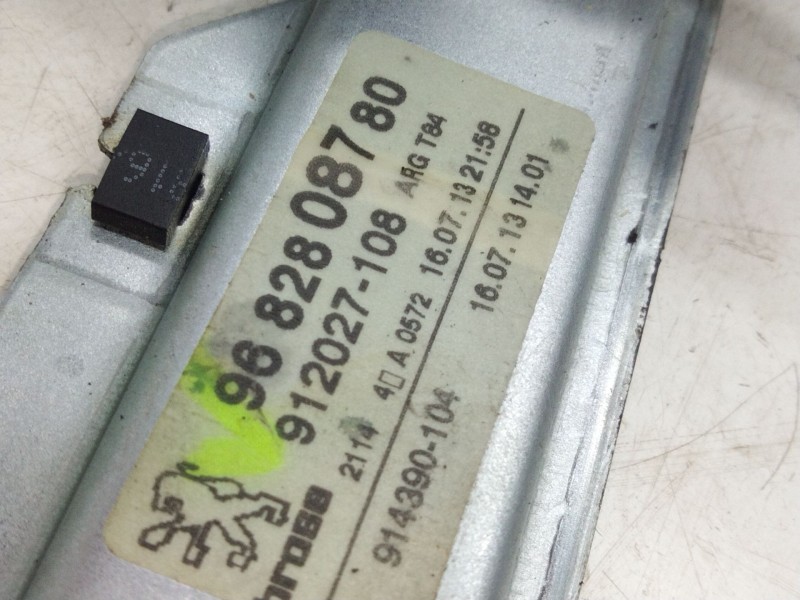 96 828 087 80
912027-108 ARG T84
2114 4 A 0572 16.07.13 21:58
914390-104 16.07.13 14.01